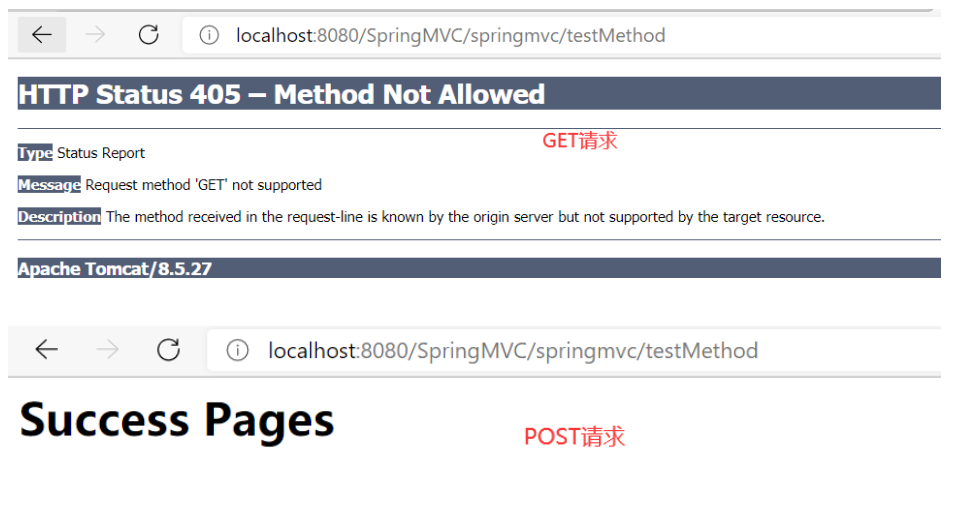 localhost:8080/SpringMVC/springmvc/testMethod
HTTP Status 405 – Method Not Allowed
GET请求
Type Status Report
Message Request method 'GET' not supported
Description The method received in the request-line is known by the origin server but not supported by the target resource.
Apache Tomcat/8.5.27
localhost:8080/SpringMVC/springmvc/testMethod
Success Pages
POST请求